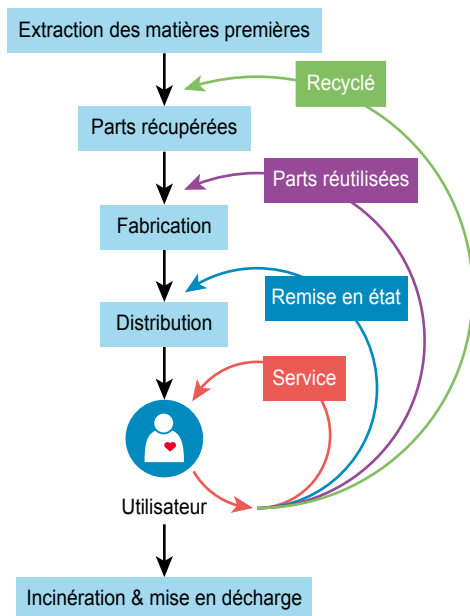 Extraction des matières premières
Recyclé
Parts récupérées
Parts réutilisées
Fabrication
Remise en état
Distribution
Service
Utilisateur
Incinération & mise en décharge